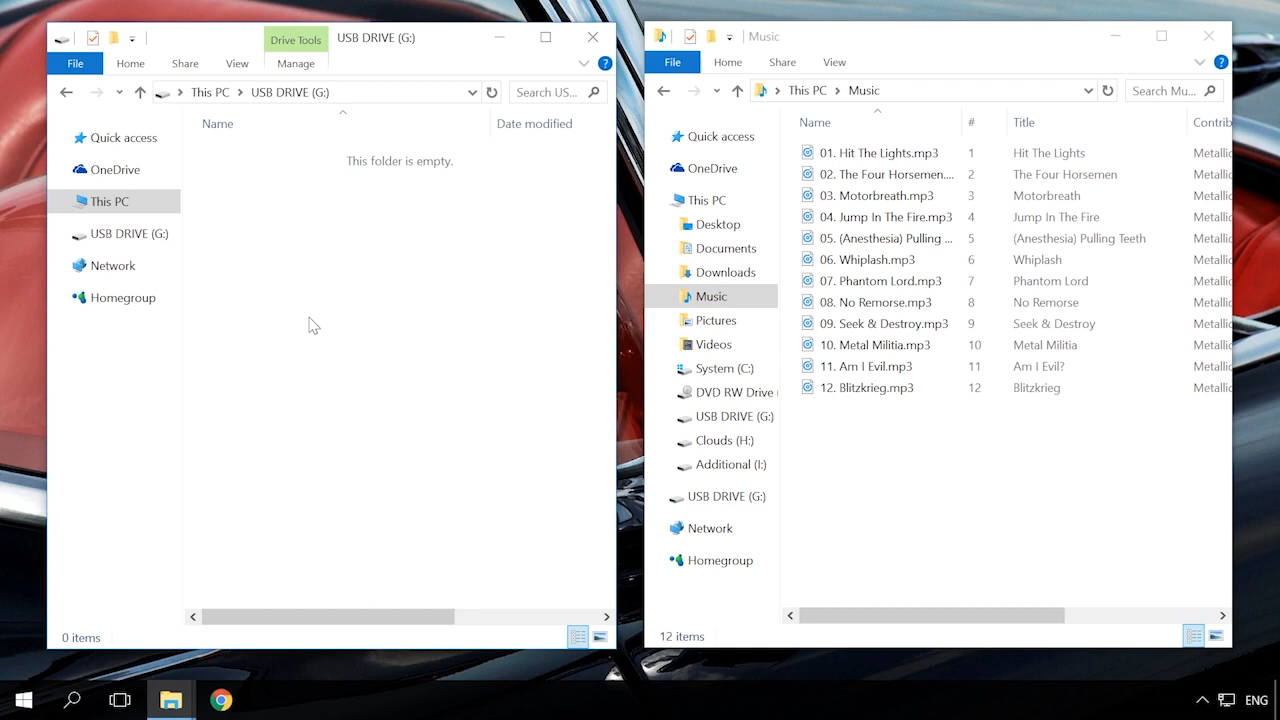 Drive Tools
USB DRIVE (G:)
File
Home
Share
View
Manage
This PC
USB DRIVE (G:)
Search US...
Name
Date modified
Quick access
OneDrive
This PC
USB DRIVE (G:)
Network
Homegroup
This folder is empty.
0 items
Music
File
Home
Share
View
This PC
Music
Search Mu...
Name
#
Title
Contrib
Quick access
OneDrive
This PC
Desktop
Documents
Downloads
Music
Pictures
Videos
System (C:)
DVD RW Drive (
USB DRIVE (G:)
Clouds (H:)
Additional (I:)
USB DRIVE (G:)
Network
Homegroup
01. Hit The Lights.mp3 1 Hit The Lights Metallic
02. The Four Horsemen.... 2 The Four Horsemen Metallic
03. Motorbreath.mp3 3 Motorbreath Metallic
04. Jump In The Fire.mp3 4 Jump In The Fire Metallic
05. (Anesthesia) Pulling ... 5 (Anesthesia) Pulling Teeth Metallic
06. Whiplash.mp3 6 Whiplash Metallic
07. Phantom Lord.mp3 7 Phantom Lord Metallic
08. No Remorse.mp3 8 No Remorse Metallic
09. Seek & Destroy.mp3 9 Seek & Destroy Metallic
10. Metal Militia.mp3 10 Metal Militia Metallic
11. Am I Evil.mp3 11 Am I Evil? Metallic
12. Blitzkrieg.mp3 12 Blitzkrieg Metallic
12 items
ENG